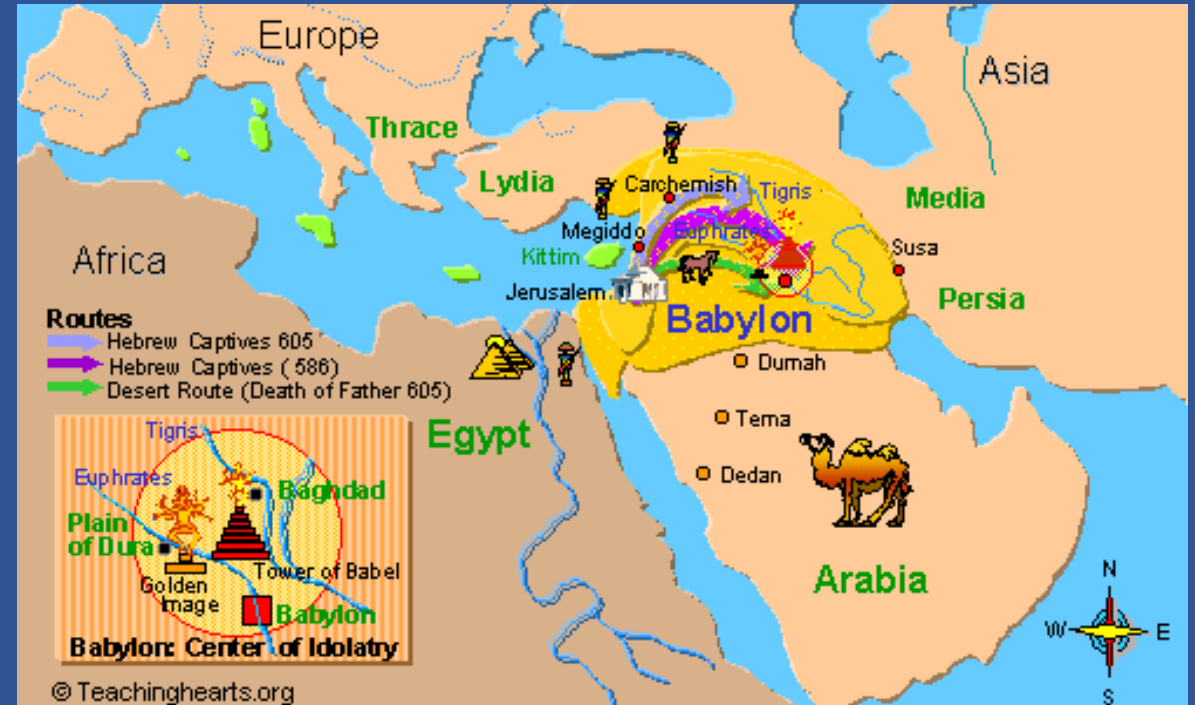 Europe
Asia
Thrace
Lydia
Carchemish
Tigris
Media
Megiddo
Euphrates
Africa
Kittim
Susa
Jerusalem
Babylon
Persia
Routes
Hebrew Captives 605
Hebrew Captives ( 586)
Desert Route (Death of Father 605)
Dumah
Tema
Egypt
Dedan
Arabia
Tigris
Euphrates
Baghdad
Plain
of Dura
Tower of Babel
Golden
Image
Babylon
Babylon: Center of Idolatry
© Teachinghearts.org
N
W
E
S